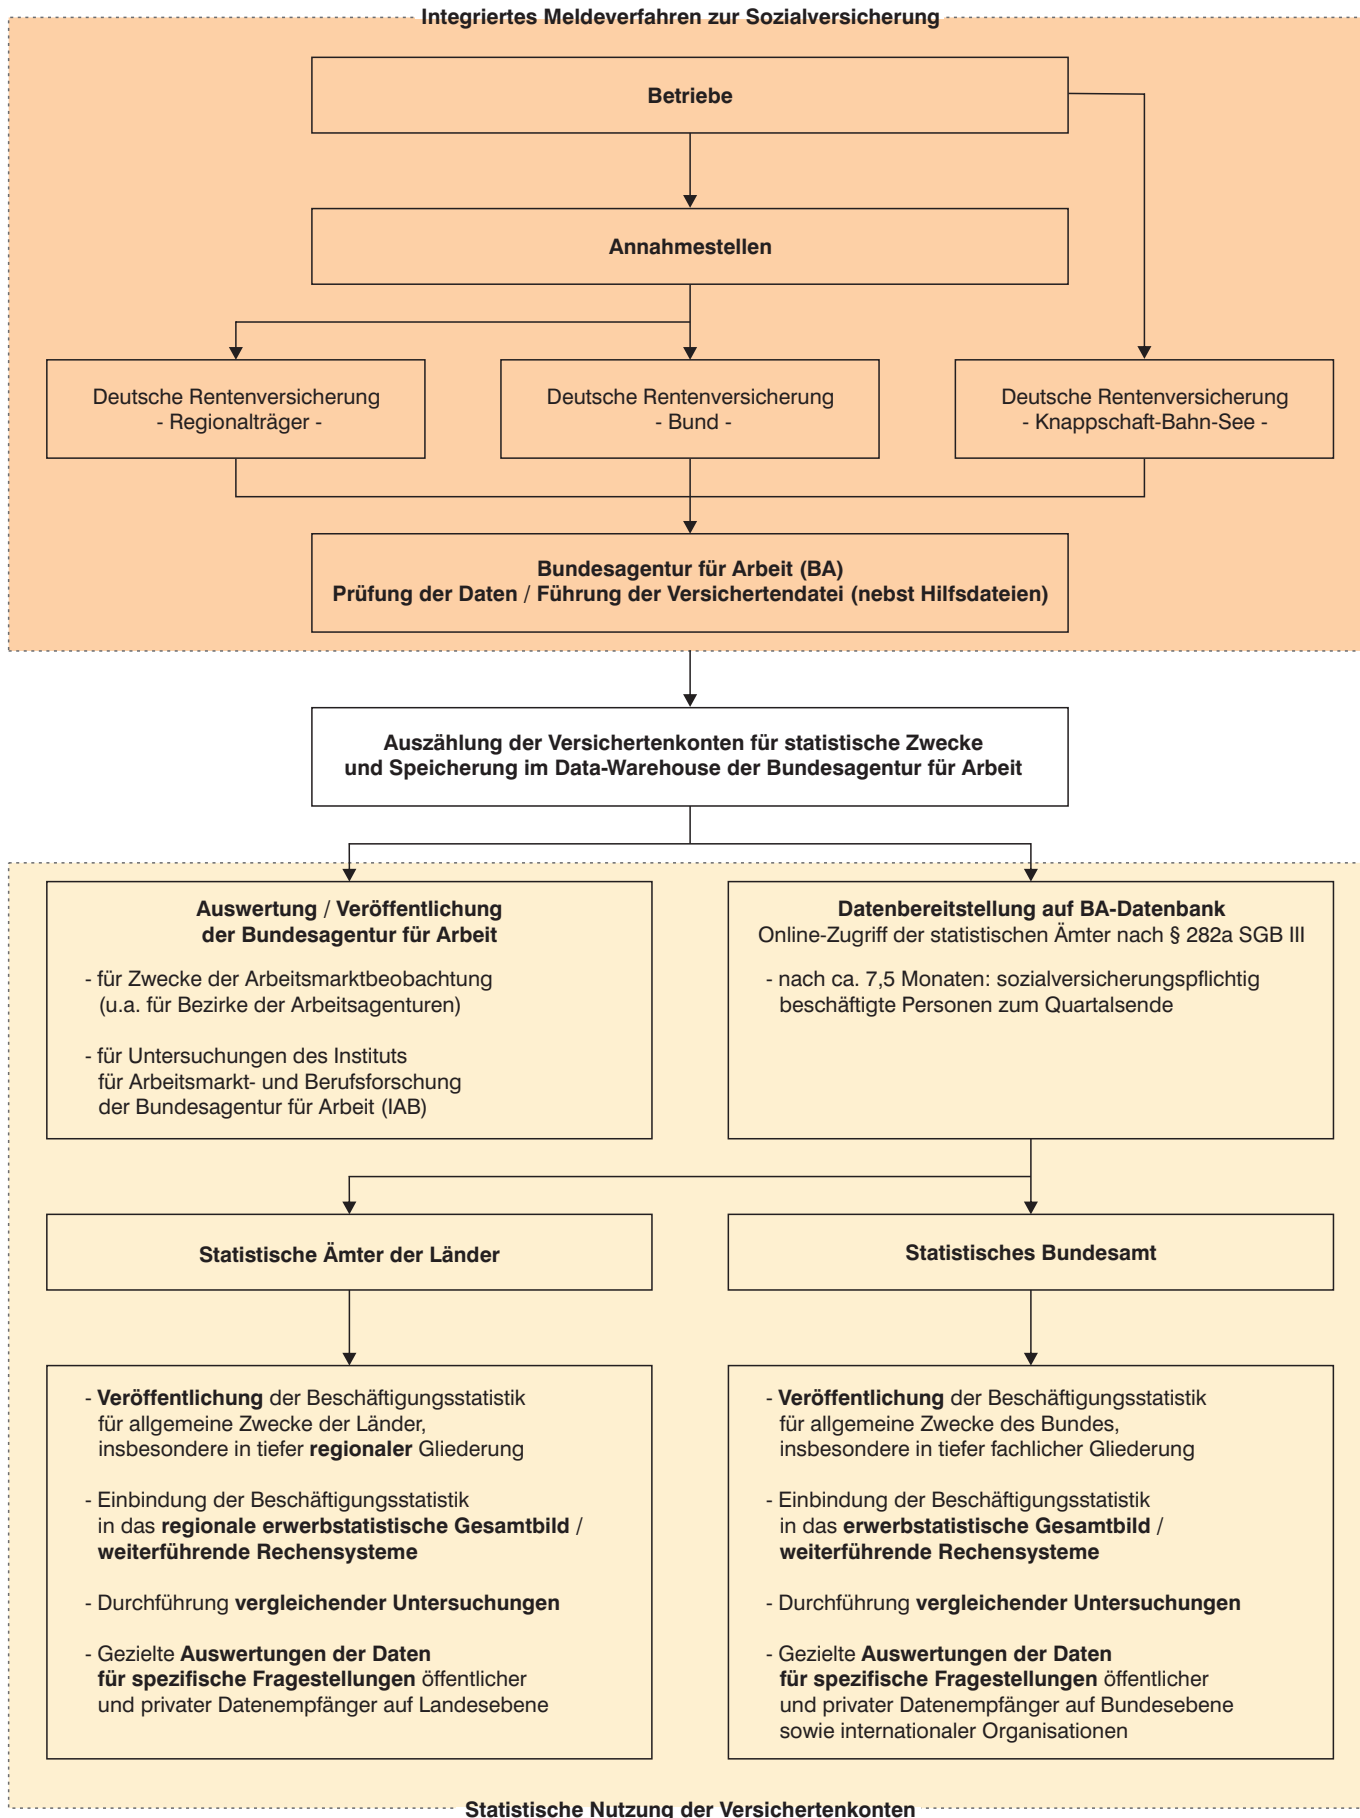 Integriertes Meldeverfahren zur Sozialversicherung
Betriebe
Annahmestellen
Deutsche Rentenversicherung
- Regionalträger -
Deutsche Rentenversicherung
- Bund -
Deutsche Rentenversicherung
- Knappschaft-Bahn-See -
Bundesagentur für Arbeit (BA)
Prüfung der Daten / Führung der Versichertendatei (nebst Hilfsdateien)
Auszählung der Versichertenkonten für statistische Zwecke
und Speicherung im Data-Warehouse der Bundesagentur für Arbeit
Auswertung / Veröffentlichung
der Bundesagentur für Arbeit
- für Zwecke der Arbeitsmarktbeobachtung
(u.a. für Bezirke der Arbeitsagenturen)
- für Untersuchungen des Instituts
für Arbeitsmarkt- und Berufsforschung
der Bundesagentur für Arbeit (IAB)
Datenbereitstellung auf BA-Datenbank
Online-Zugriff der statistischen Ämter nach § 282a SGB III
- nach ca. 7,5 Monaten: sozialversicherungspflichtig
beschäftigte Personen zum Quartalsende
Statistische Ämter der Länder
Statistisches Bundesamt
- Veröffentlichung der Beschäftigungsstatistik
für allgemeine Zwecke der Länder,
insbesondere in tiefer regionaler Gliederung
- Einbindung der Beschäftigungsstatistik
in das regionale erwerbstatistische Gesamtbild /
weiterführende Rechensysteme
- Durchführung vergleichender Untersuchungen
- Gezielte Auswertungen der Daten
für spezifische Fragestellungen öffentlicher
und privater Datenempfänger auf Landesebene
- Veröffentlichung der Beschäftigungsstatistik
für allgemeine Zwecke des Bundes,
insbesondere in tiefer fachlicher Gliederung
- Einbindung der Beschäftigungsstatistik
in das erwerbstatistische Gesamtbild /
weiterführende Rechensysteme
- Durchführung vergleichender Untersuchungen
- Gezielte Auswertungen der Daten
für spezifische Fragestellungen öffentlicher
und privater Datenempfänger auf Bundesebene
sowie internationaler Organisationen
Statistische Nutzung der Versichertenkonten